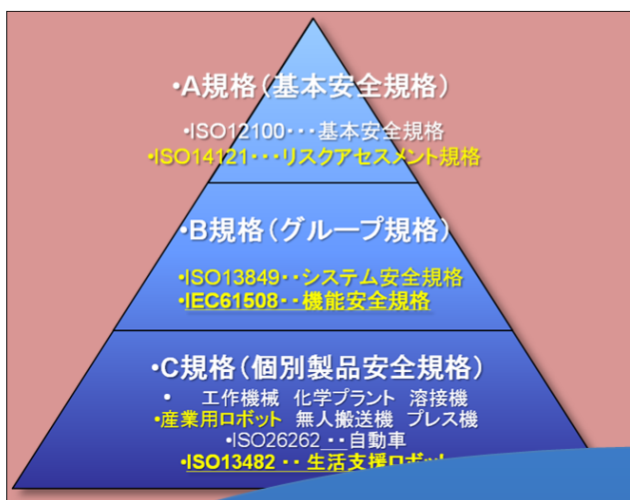 •A規格(基本安全規格)
•ISO12100･･･基本安全規格
•ISO14121･･･リスクアセスメント規格
•B規格(グループ規格)
•ISO13849･･システム安全規格
•IEC61508･･機能安全規格
•C規格(個別製品安全規格)
• 工作機械 化学プラント 溶接機
•産業用ロボット 無人搬送機 プレス機
•ISO26262 ･･自動車
•ISO13482 ･･ 生活支援ロボット